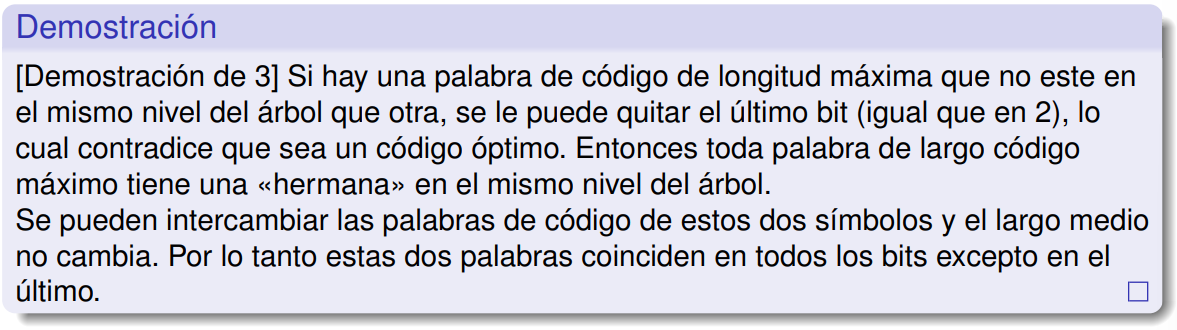 Demostración
[Demostración de 3] Si hay una palabra de código de longitud máxima que no este en
el mismo nivel del árbol que otra, se le puede quitar el último bit (igual que en 2), lo
cual contradice que sea un código óptimo. Entonces toda palabra de largo código
máximo tiene una «hermana» en el mismo nivel del árbol.
Se pueden intercambiar las palabras de código de estos dos símbolos y el largo medio
no cambia. Por lo tanto estas dos palabras coinciden en todos los bits excepto en el
último.